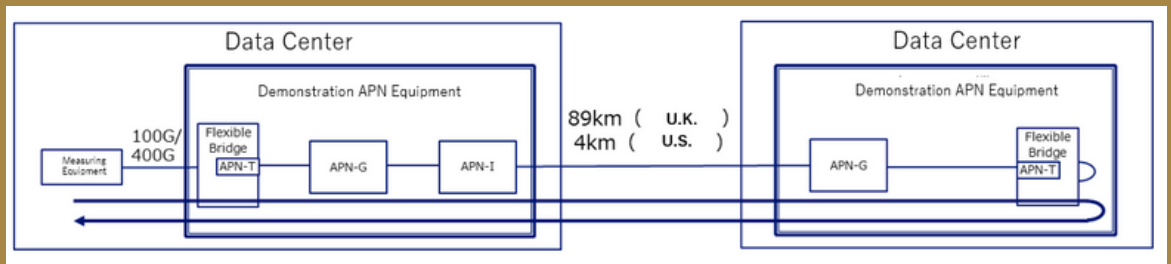 Data Center
Demonstration APN Equipment
Measuring
Equipment
100G/
400G
Flexible
Bridge
APN-T
APN-G
APN-I
89km ( U.K. )
4km ( U.S. )
Data Center
Demonstration APN Equipment
APN-G
Flexible
Bridge
APN-T